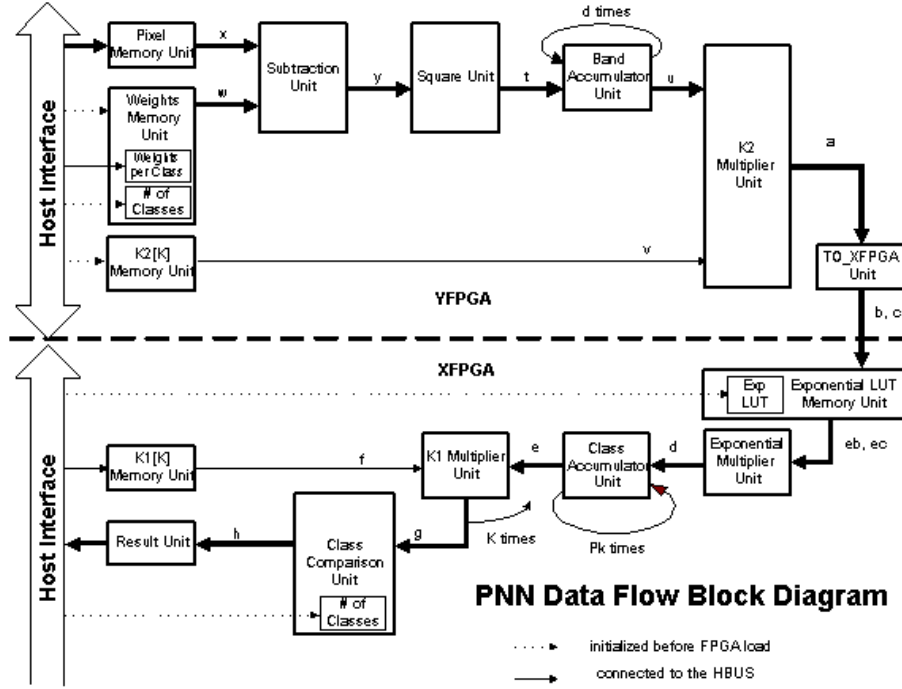 d times
Pixel
Memory Unit
x
Subtraction
Unit
y
Square Unit
t
Band
Accumulator
Unit
u
Weights
Memory
Unit
w
Weights
per Class
# of
Classes
K2
Multiplier
Unit
a
Host Interface
K2[K]
Memory Unit
v
TO_XFPGA
Unit
YFPGA
b, c
XFPGA
Exp
LUT
Exponential LUT
Memory Unit
eb, ec
Exponential
Multiplier
Unit
d
Class
Accumulator
Unit
e
K1 Multiplier
Unit
f
K1[K]
Memory Unit
Host Interface
K times
Pk times
g
Class
Comparison
Unit
# of
Classes
h
Result Unit
PNN Data Flow Block Diagram
initialized before FPGA load
connected to the HBUS